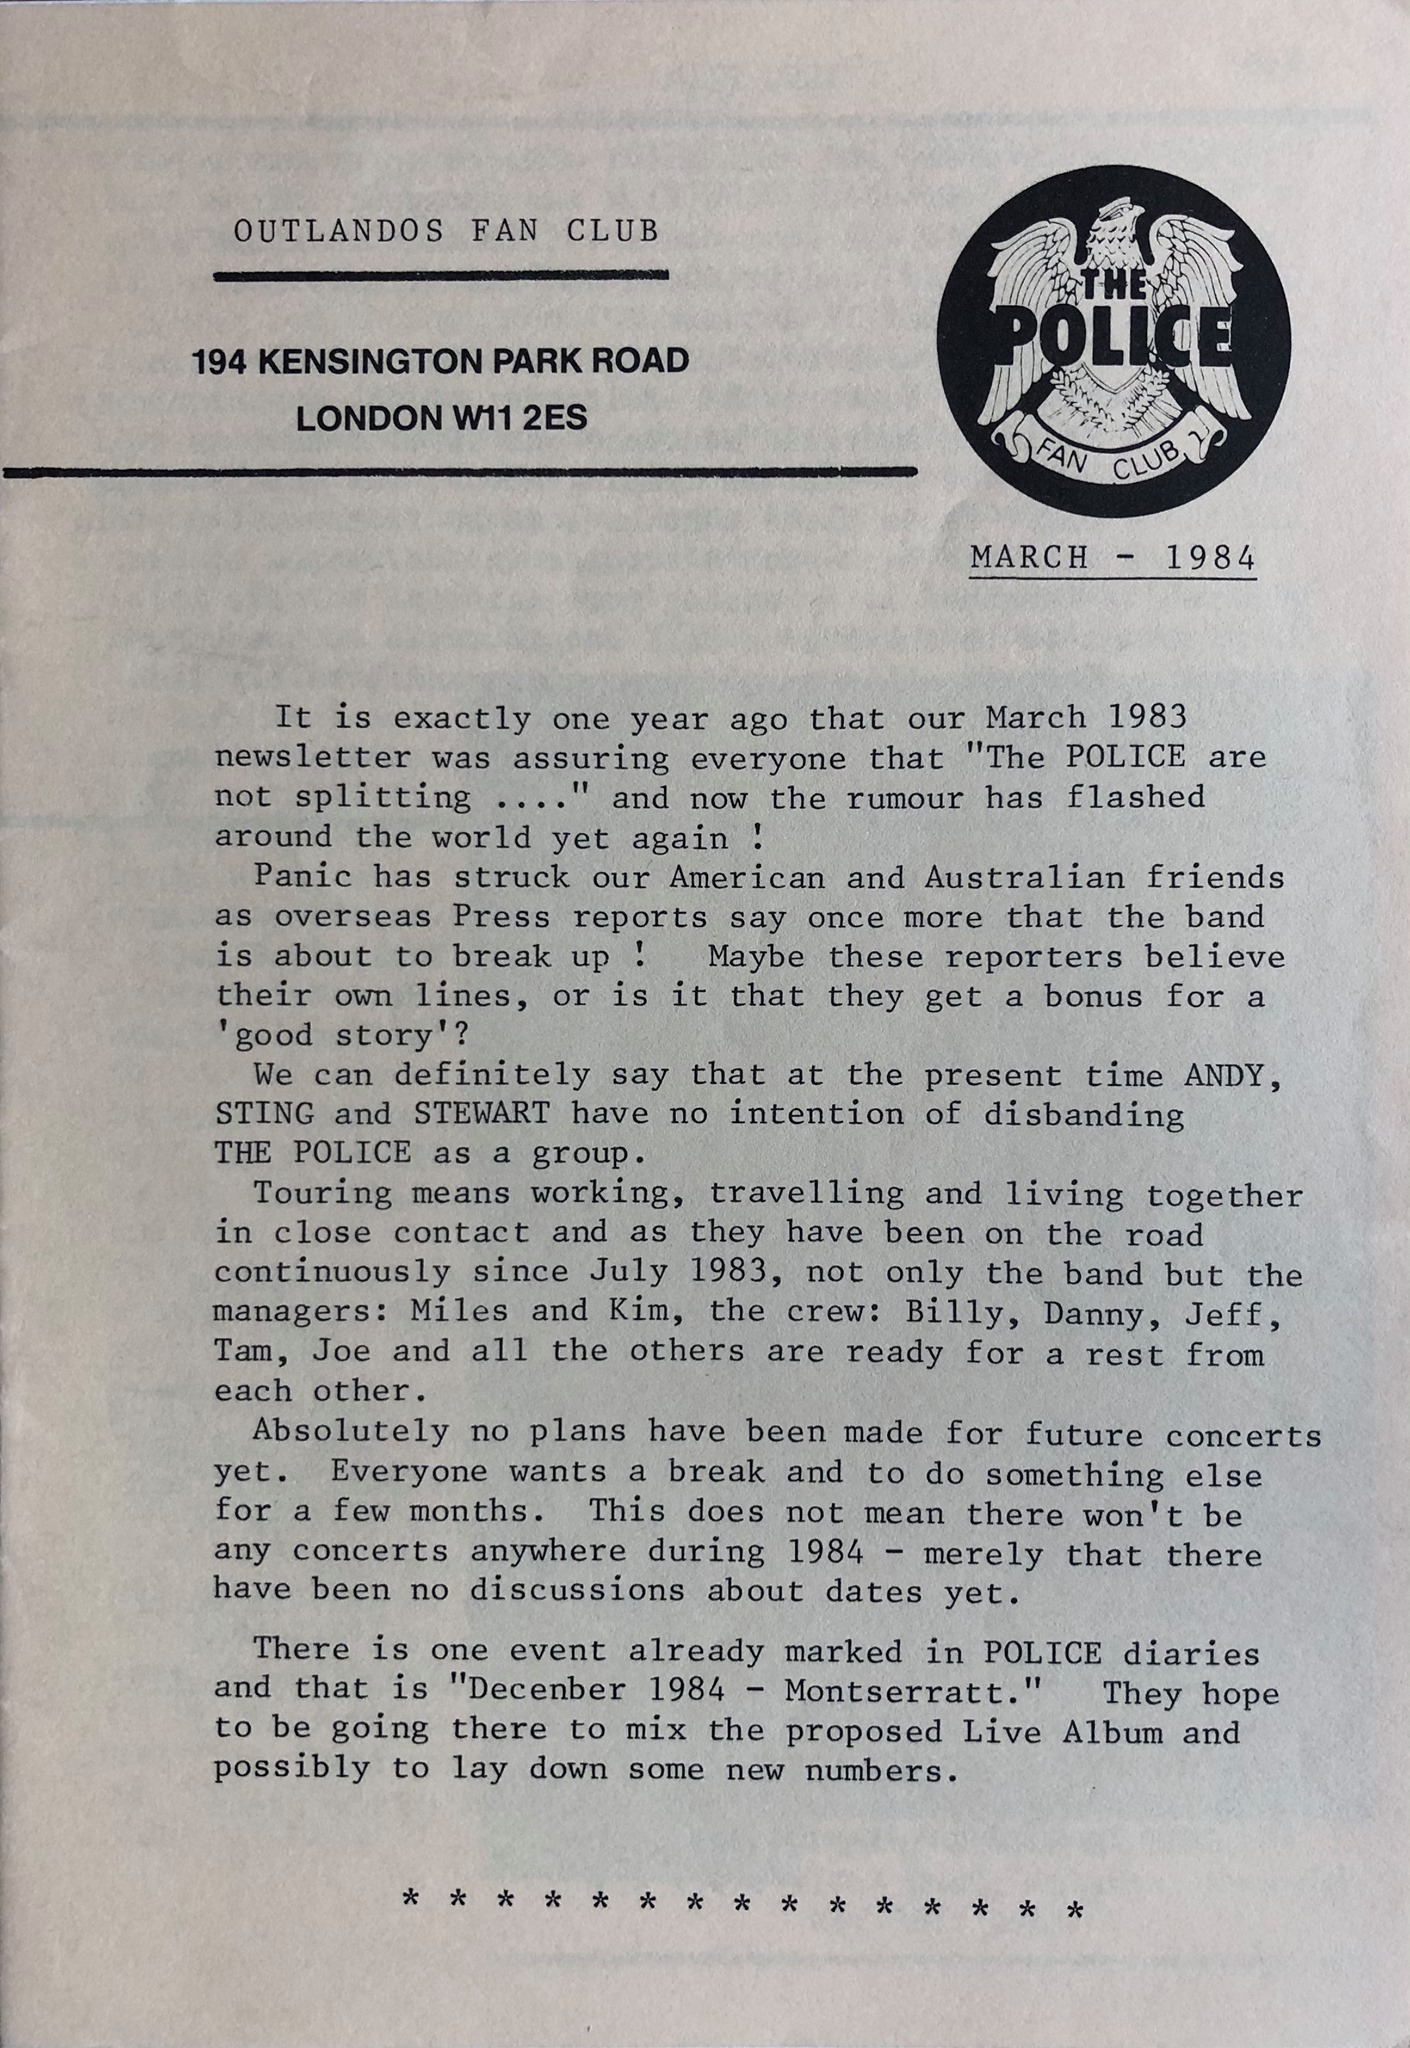 OUTLANDOS FAN CLUB
194 KENSINGTON PARK ROAD
LONDON W11 2ES
THE
POLICE
FAN CLUB
MARCH - 1984
It is exactly one year ago that our March 1983
newsletter was assuring everyone that "The POLICE are
not splitting ...." and now the rumour has flashed
around the world yet again !
Panic has struck our American and Australian friends
as overseas Press reports say once more that the band
is about to break up ! Maybe these reporters believe
their own lines, or is it that they get a bonus for a
'good story'?
We can definitely say that at the present time ANDY,
STING and STEWART have no intention of disbanding
THE POLICE as a group.
Touring means working, travelling and living together
in close contact and as they have been on the road
continuously since July 1983, not only the band but the
managers: Miles and Kim, the crew: Billy, Danny, Jeff,
Tam, Joe and all the others are ready for a rest from
each other.
Absolutely no plans have been made for future concerts
yet. Everyone wants a break and to do something else
for a few months. This does not mean there won't be
any concerts anywhere during 1984 - merely that there
have been no discussions about dates yet.
There is one event already marked in POLICE diaries
and that is "Decenber 1984 - Montserratt." They hope
to be going there to mix the proposed Live Album and
possibly to lay down some new numbers.
* * * * * * * * * * * * * * *